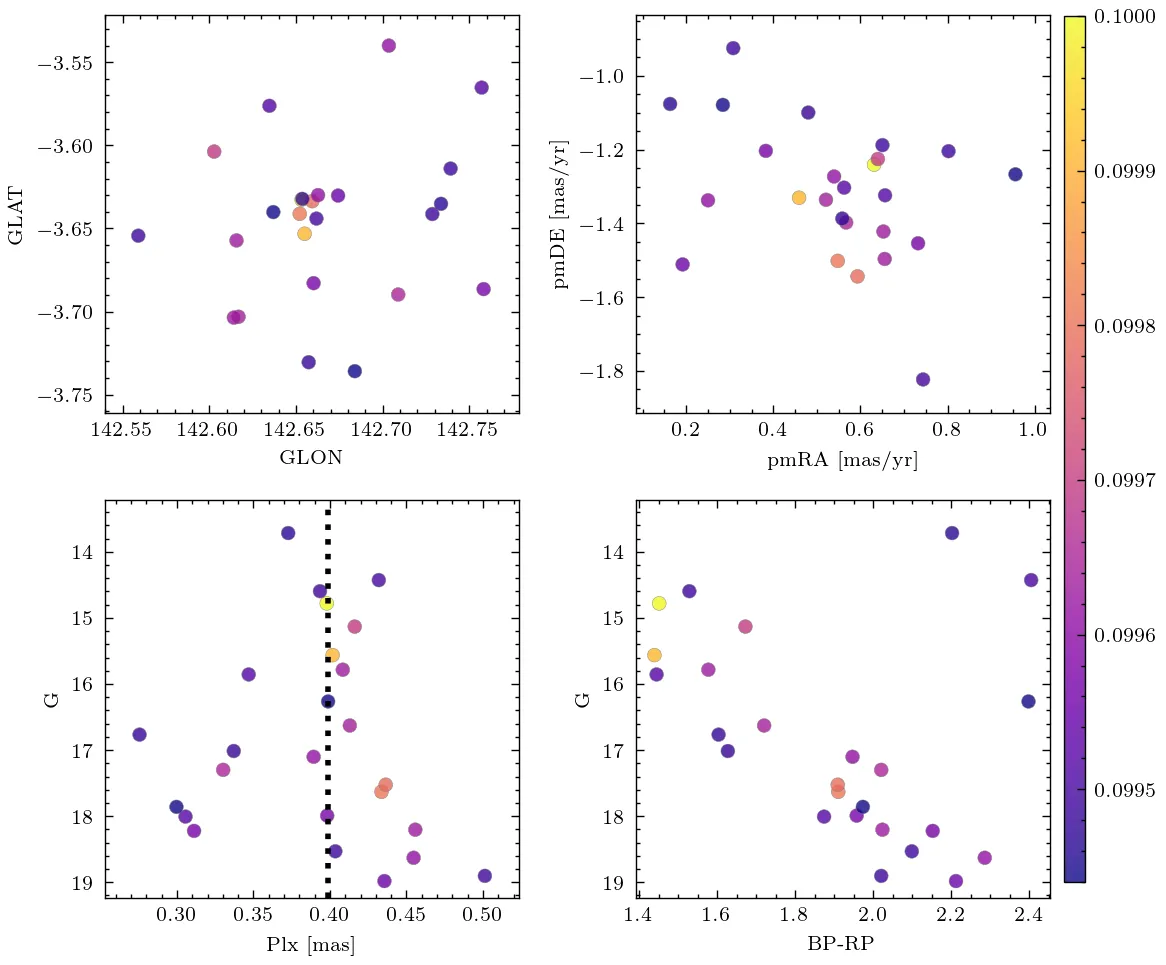 −3.55
−3.60
−3.65
−3.70
−3.75
GLAT
142.55 142.60 142.65 142.70 142.75
GLON
−1.0
−1.2
−1.4
−1.6
−1.8
pmDE [mas/yr]
0.2 0.4 0.6 0.8 1.0
pmRA [mas/yr]
0.1000
0.0999
0.0998
0.0997
0.0996
0.0995
14
15
16
17
18
19
G
0.30 0.35 0.40 0.45 0.50
Plx [mas]
14
15
16
17
18
19
G
1.4 1.6 1.8 2.0 2.2 2.4
BP-RP